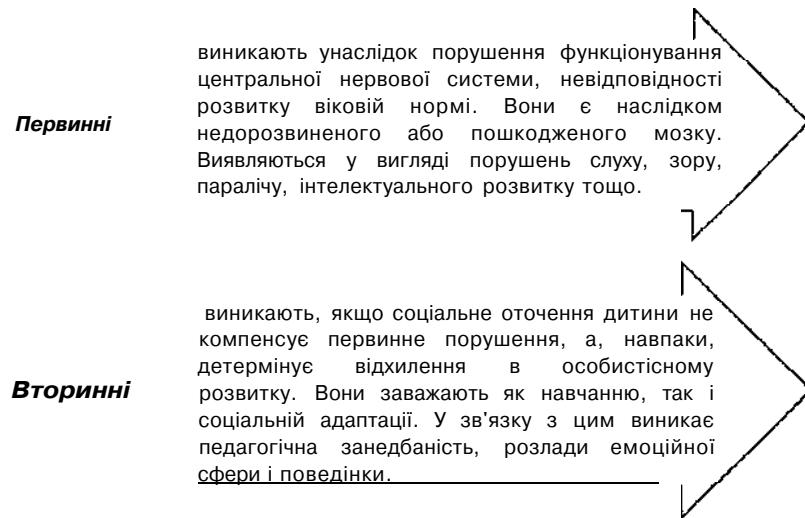 виникають унаслідок порушення функціонування
центральної нервової системи, невідповідності
розвитку віковій нормі. Вони є наслідком
Первинні
недорозвиненого або пошкодженого мозку.
Виявляються у вигляді порушень слуху, зору,
паралічу, інтелектуального розвитку тощо.
виникають, якщо соціальне оточення дитини не
компенсує первинне порушення, а, навпаки,
детермінує відхилення в особистісному
Вторинні
розвитку. Вони заважають як навчанню, так і
соціальній адаптації. У зв'язку з цим виникає
педагогічна занедбаність, розлади емоційної
сфери і поведінки.